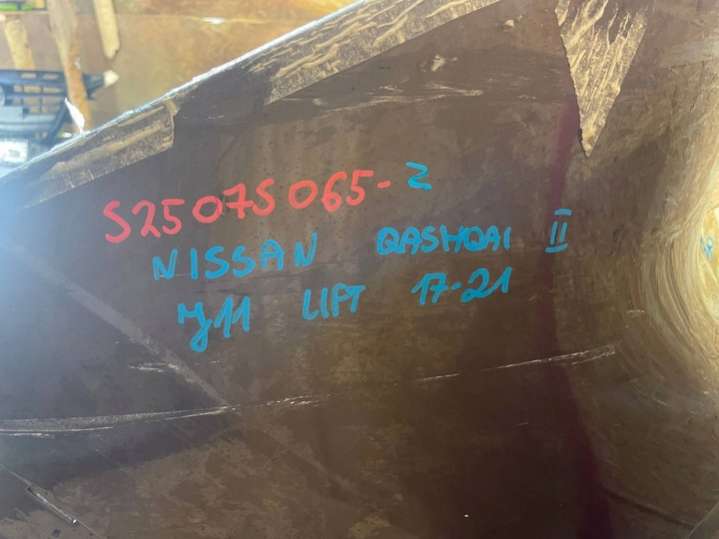 S25075065-2
NISSAN QASHQAI II
J11 LIFT 17-21